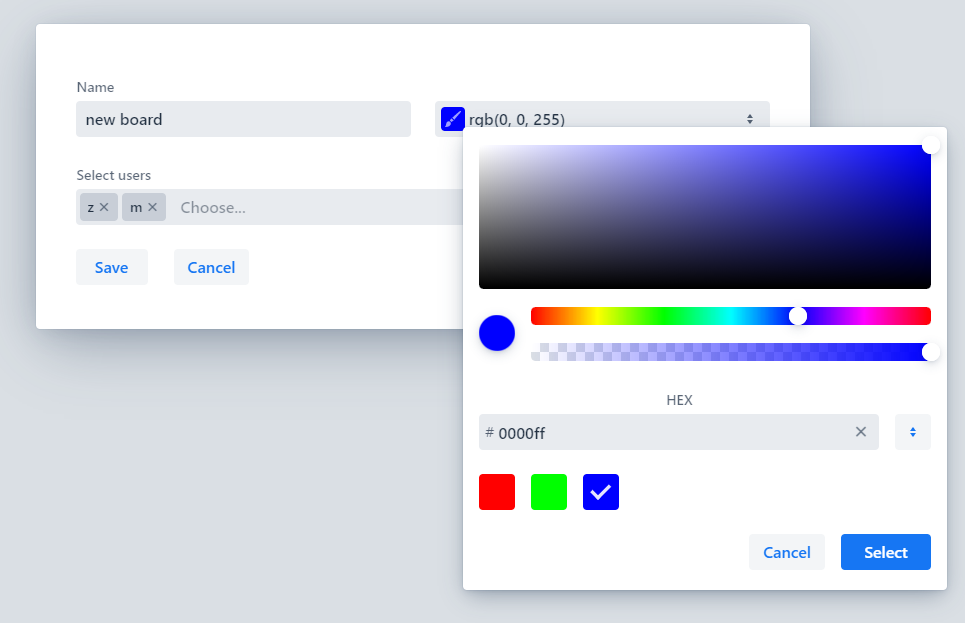 Name
new board
rgb(0, 0, 255)
Select users
z
m
Choose...
Save
Cancel
HEX
# 0000ff
Cancel
Select